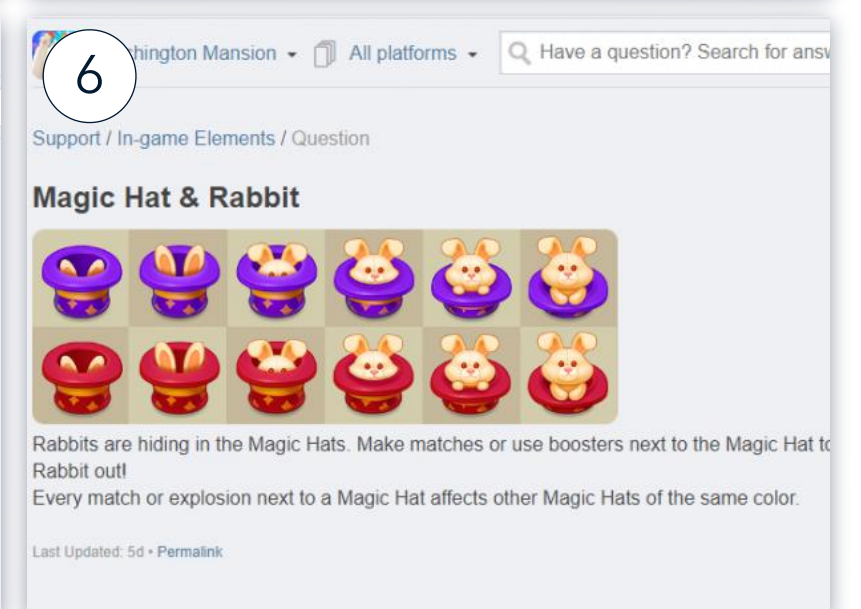 6
Mansion All platforms Have a question? Search for
Support / In-game Elements / Question
Magic Hat & Rabbit
Rabbits are hiding in the Magic Hats. Make matches or use boosters next to the Magic Hat to
Rabbit out!
Every match or explosion next to a Magic Hat affects other Magic Hats of the same color.
Last Updated: 5d • Permalink